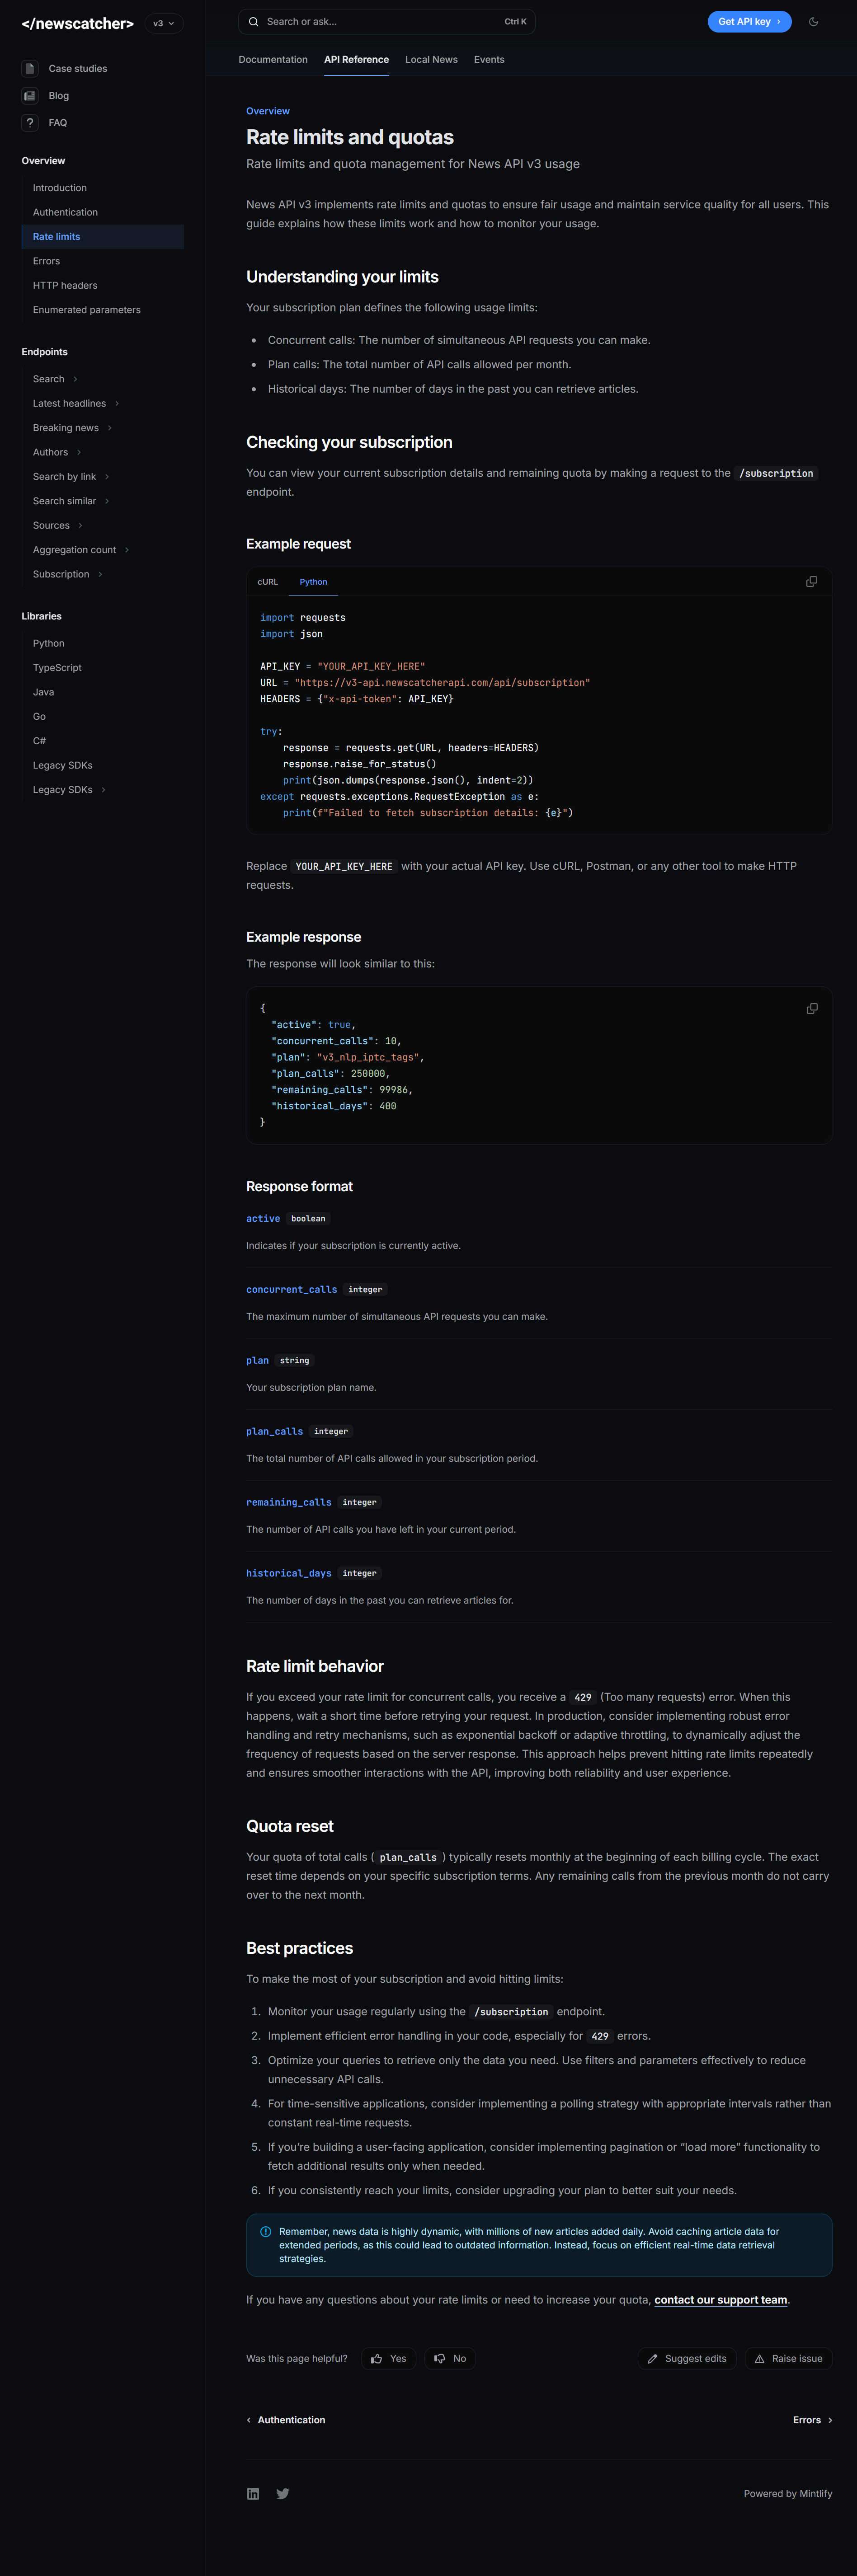 </newscatcher>
v3
Search or ask...
Ctrl K
Get API key
Documentation
API Reference
Local News
Events
Case studies
Blog
FAQ
Overview
Introduction
Authentication
Rate limits
Errors
HTTP headers
Enumerated parameters
Endpoints
Search
Latest headlines
Breaking news
Authors
Search by link
Search similar
Sources
Aggregation count
Subscription
Libraries
Python
TypeScript
Java
Go
C#
Legacy SDKs
Legacy SDKs
Overview
Rate limits and quotas
Rate limits and quota management for News API v3 usage
News API v3 implements rate limits and quotas to ensure fair usage and maintain service quality for all users. This
guide explains how these limits work and how to monitor your usage.
Understanding your limits
Your subscription plan defines the following usage limits:
• Concurrent calls: The number of simultaneous API requests you can make.
• Plan calls: The total number of API calls allowed per month.
• Historical days: The number of days in the past you can retrieve articles.
Checking your subscription
You can view your current subscription details and remaining quota by making a request to the /subscription
endpoint.
Example request
cURL
Python
import requests
import json
API_KEY = "YOUR_API_KEY_HERE"
URL = "https://v3-api.newscatcherapi.com/api/subscription"
HEADERS = {"x-api-token": API_KEY}
try:
    response = requests.get(URL, headers=HEADERS)
    response.raise_for_status()
    print(json.dumps(response.json(), indent=2))
except requests.exceptions.RequestException as e:
    print(f"Failed to fetch subscription details: {e}")
Replace YOUR_API_KEY_HERE with your actual API key. Use cURL, Postman, or any other tool to make HTTP
requests.
Example response
The response will look similar to this:
{
  "active": true,
  "concurrent_calls": 10,
  "plan": "v3_nlp_iptc_tags",
  "plan_calls": 250000,
  "remaining_calls": 99986,
  "historical_days": 400
}
Response format
active boolean
Indicates if your subscription is currently active.
concurrent_calls integer
The maximum number of simultaneous API requests you can make.
plan string
Your subscription plan name.
plan_calls integer
The total number of API calls allowed in your subscription period.
remaining_calls integer
The number of API calls you have left in your current period.
historical_days integer
The number of days in the past you can retrieve articles for.
Rate limit behavior
If you exceed your rate limit for concurrent calls, you receive a 429 (Too many requests) error. When this
happens, wait a short time before retrying your request. In production, consider implementing robust error
handling and retry mechanisms, such as exponential backoff or adaptive throttling, to dynamically adjust the
frequency of requests based on the server response. This approach helps prevent hitting rate limits repeatedly
and ensures smoother interactions with the API, improving both reliability and user experience.
Quota reset
Your quota of total calls (plan_calls) typically resets monthly at the beginning of each billing cycle. The exact
reset time depends on your specific subscription terms. Any remaining calls from the previous month do not carry
over to the next month.
Best practices
To make the most of your subscription and avoid hitting limits:
1. Monitor your usage regularly using the /subscription endpoint.
2. Implement efficient error handling in your code, especially for 429 errors.
3. Optimize your queries to retrieve only the data you need. Use filters and parameters effectively to reduce
unnecessary API calls.
4. For time-sensitive applications, consider implementing a polling strategy with appropriate intervals rather than
constant real-time requests.
5. If you’re building a user-facing application, consider implementing pagination or “load more” functionality to
fetch additional results only when needed.
6. If you consistently reach your limits, consider upgrading your plan to better suit your needs.
Remember, news data is highly dynamic, with millions of new articles added daily. Avoid caching article data for
extended periods, as this could lead to outdated information. Instead, focus on efficient real-time data retrieval
strategies.
If you have any questions about your rate limits or need to increase your quota, contact our support team.
Was this page helpful?
Yes
No
Suggest edits
Raise issue
Authentication
Errors
Powered by Mintlify